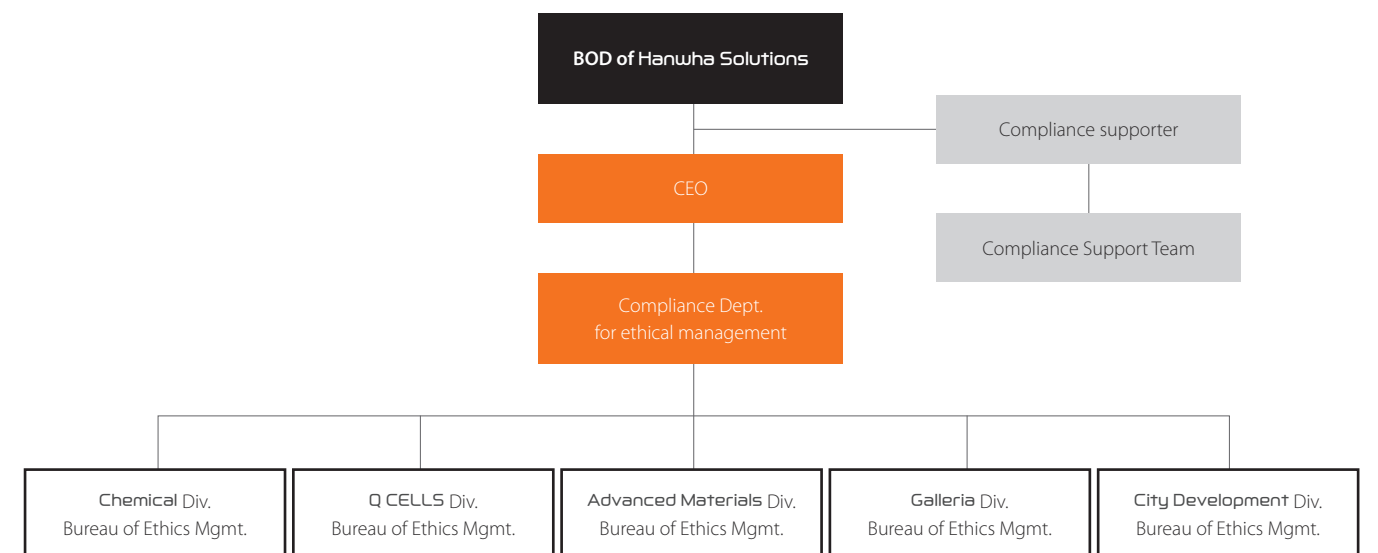 BOD of Hanwha Solutions
Compliance supporter
CEO
Compliance Support Team
Compliance Dept.
for ethical management
Chemical Div.
Bureau of Ethics Mgmt.
Q CELLS Div.
Bureau of Ethics Mgmt.
Advanced Materials Div.
Bureau of Ethics Mgmt.
Galleria Div.
Bureau of Ethics Mgmt.
City Development Div.
Bureau of Ethics Mgmt.